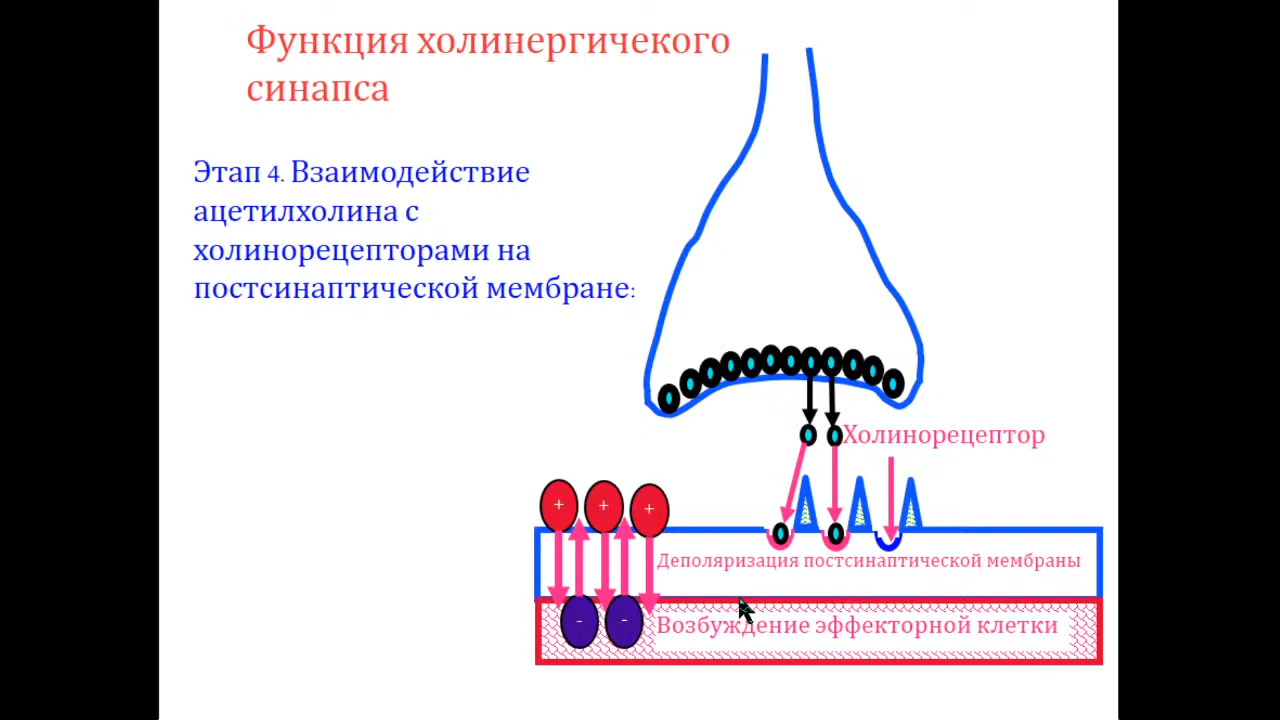 Функция холинергичекого
синапса
Этап 4. Взаимодействие
ацетилхолина с
холинорецепторами на
постсинаптической мембране:
Холинорецептор
+ + +
Деполяризация постсинаптической мембраны
- -
Возбуждение эффекторной клетки